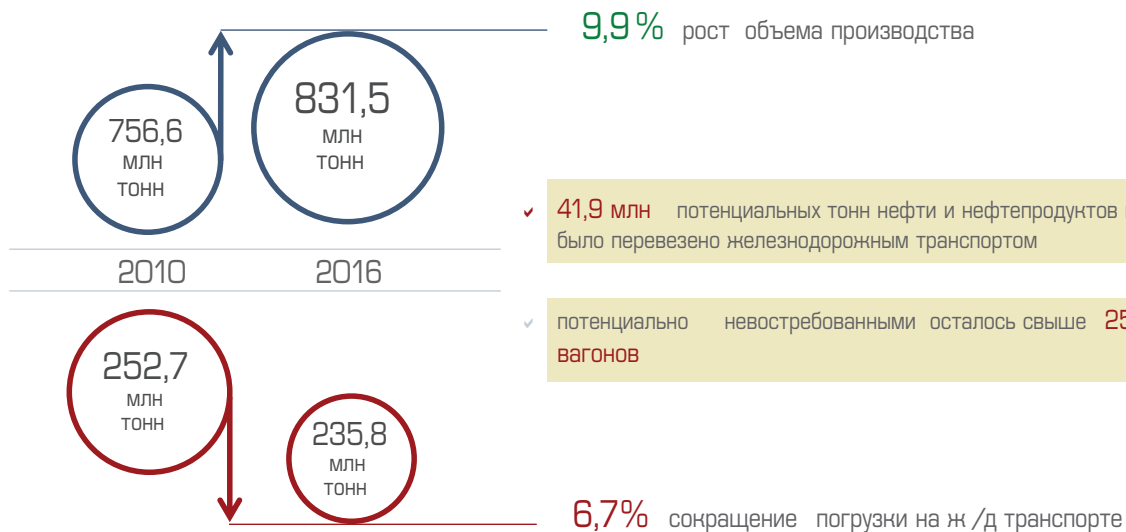 9,9% рост объема производства
756,6
млн
тонн
831,5
млн
тонн
41,9 млн потенциальных тонн нефти и нефтепродуктов
было перевезено железнодорожным транспортом
2010
2016
потенциально невостребованными осталось свыше
вагонов
252,7
млн
тонн
235,8
млн
тонн
6,7% сокращение погрузки на ж/д транспорте